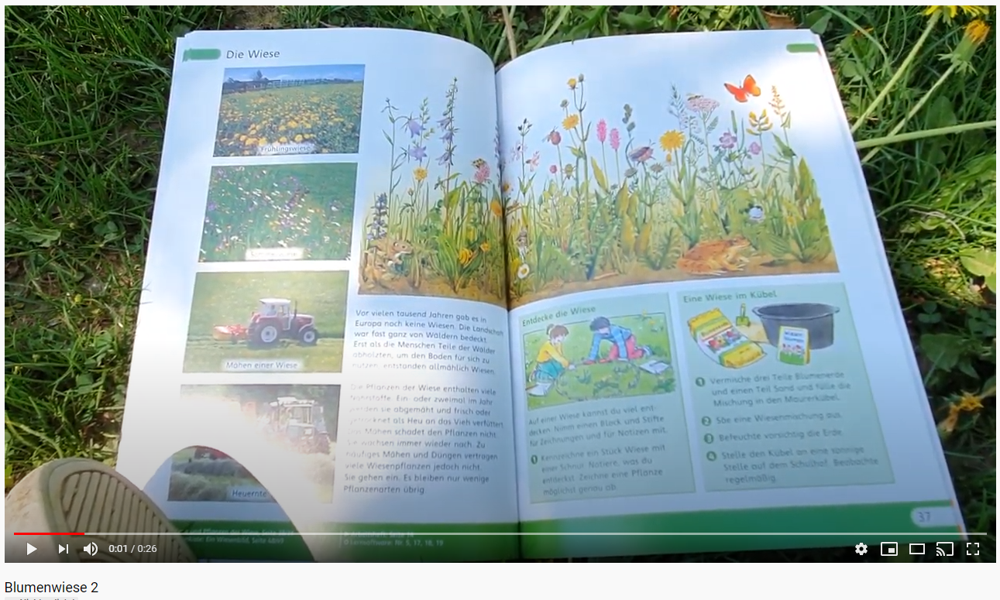 Die Wiese
Frühlingswiese
Mähen einer Wiese
Heuernte
Vor vielen tausend Jahren gab es in
Europa noch keine Wiesen. Die Landschaft
war fast ganz von Wäldern bedeckt.
Erst als die Menschen Teile der Wälder
abholzten, um den Boden für sich zu
nutzen, entstanden allmählich Wiesen.
Die Pflanzen der Wiese enthalten viele
Nährstoffe. Ein- oder zweimal im Jahr
werden sie abgemäht und frisch oder
getrocknet als Heu an das Vieh verfüttert.
Das Mähen schadet den Pflanzen nicht.
Sie wachsen immer wieder nach. Zu
häufiges Mähen und Düngen vertragen
viele Wiesenpflanzen jedoch nicht.
Sie gehen ein. Es bleiben nur wenige
Pflanzenarten übrig.
Entdecke die Wiese
Auf einer Wiese kannst du viel ent-
decken. Nimm einen Block und Stifte
für Zeichnungen und für Notizen mit.
1 Kennzeichne ein Stück Wiese mit
einer Schnur. Notiere, was du
entdeckst. Zeichne eine Pflanze
möglichst genau ab.
Eine Wiese im Kübel
1 Vermische drei Teile Blumenerde
und einen Teil Sand und fülle die
Mischung in den Maurerkübel.
2 Säe eine Wiesenmischung aus.
3 Befeuchte vorsichtig die Erde.
4 Stelle den Kübel an eine sonnige
Stelle auf dem Schulhof. Beobachte
regelmäßig.
37
0:01 / 0:26
Blumenwiese 2